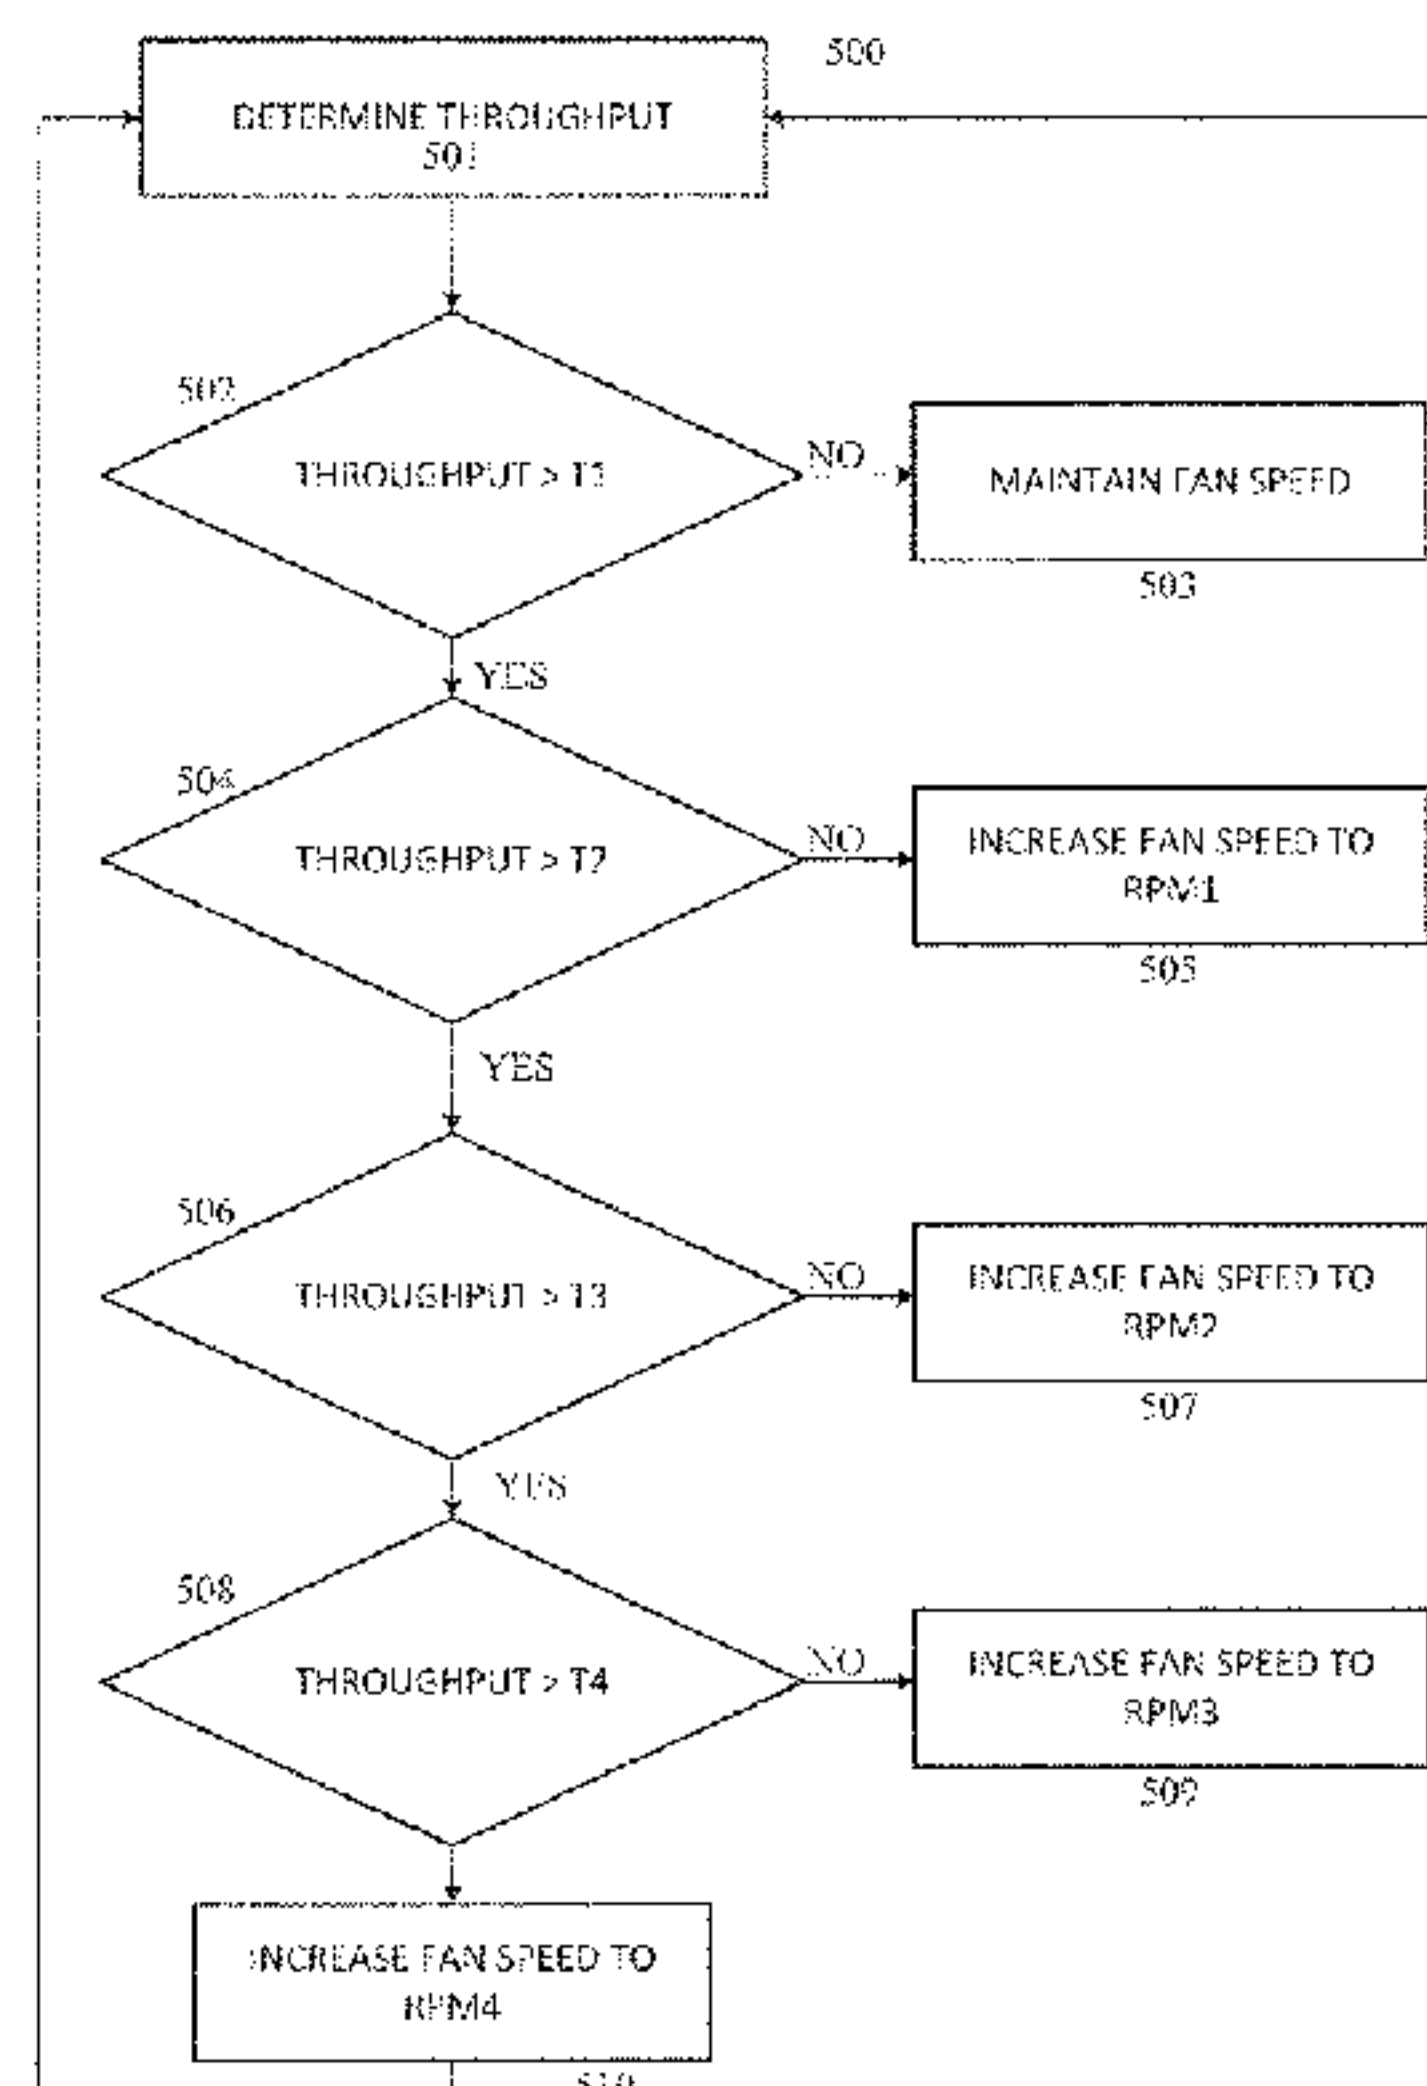 500
DETERMINE THROUGHPUT
501
502
THROUGHPUT > T1
NO
MAINTAIN FAN SPEED
503
YES
504
THROUGHPUT > T2
NO
INCREASE FAN SPEED TO
RPM1
505
YES
506
THROUGHPUT > T3
NO
INCREASE FAN SPEED TO
RPM2
507
YES
508
THROUGHPUT > T4
NO
INCREASE FAN SPEED TO
RPM3
509
INCREASE FAN SPEED TO
RPM4
510